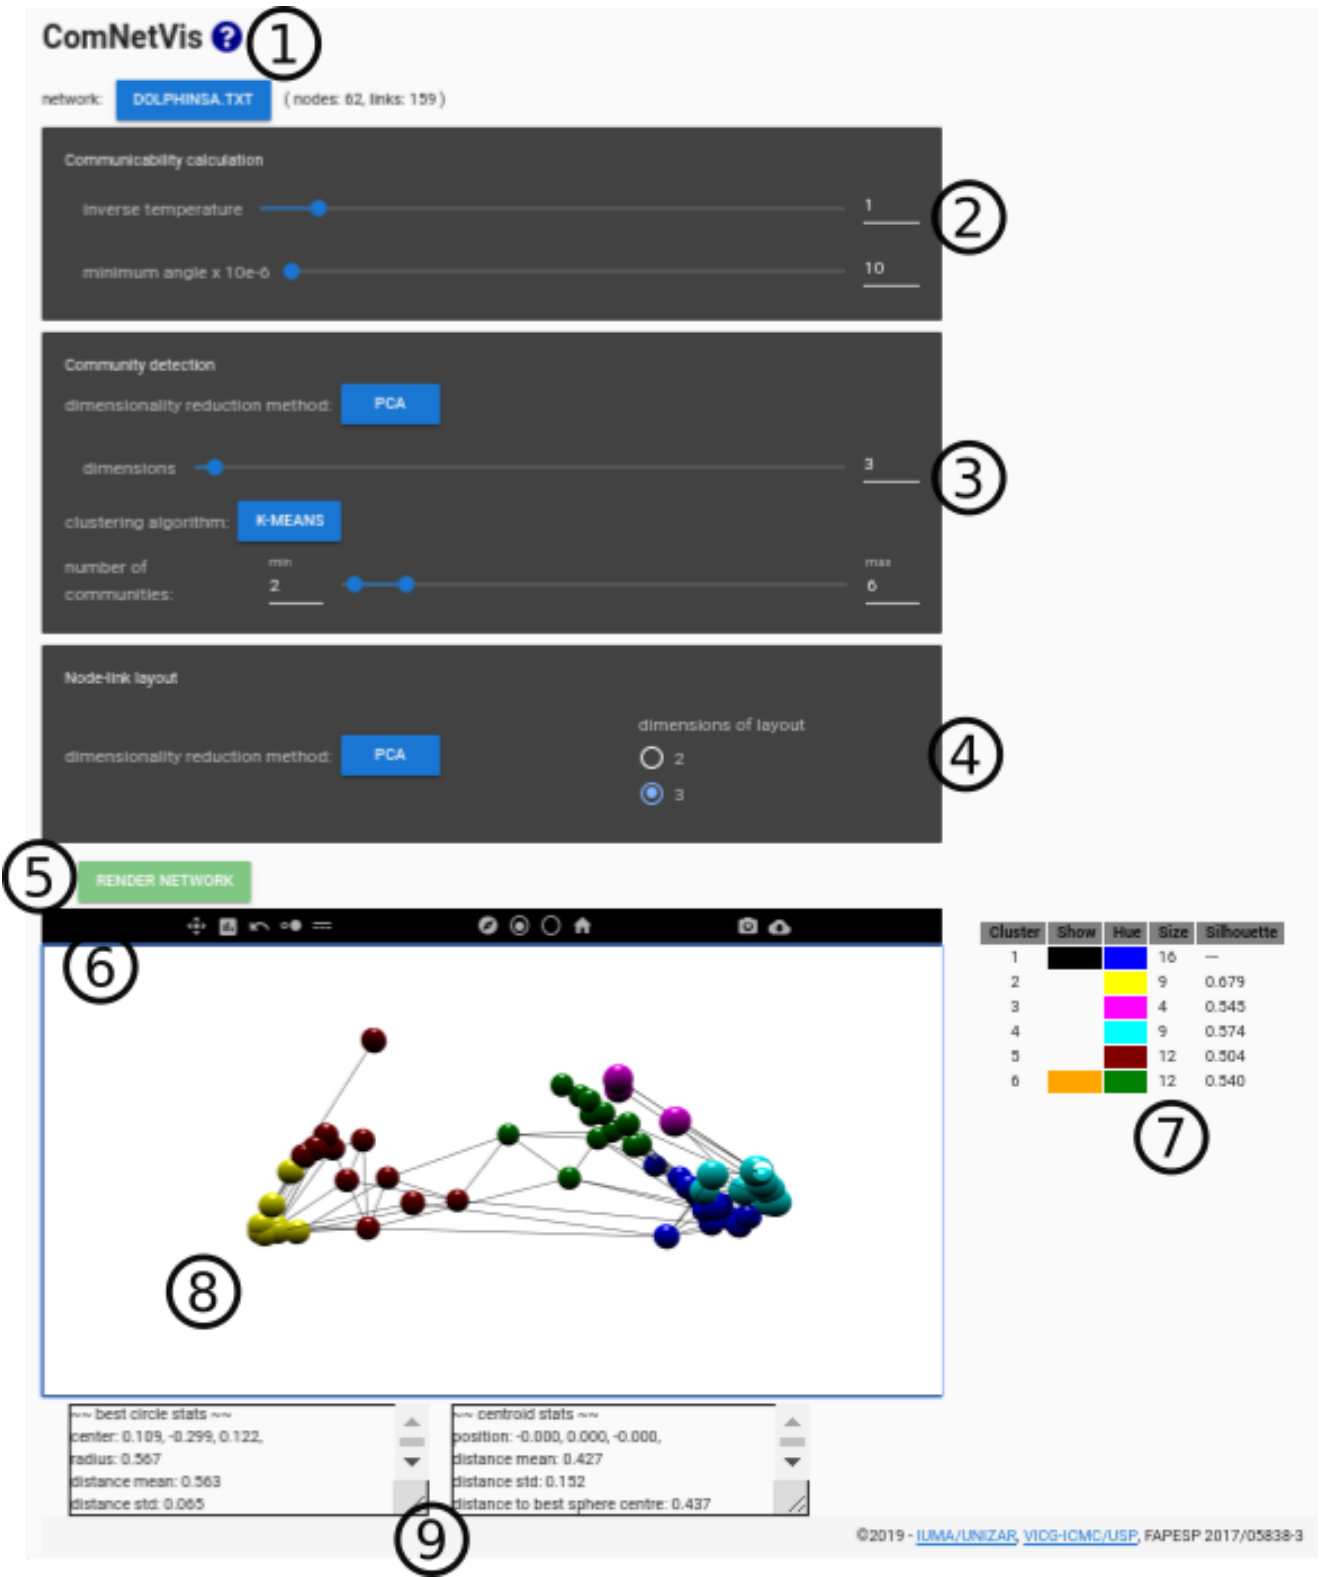 ComNetVis ? 1
network: DOLPHINSA.TXT ( nodes: 62, links: 159 )
Communicability calculation
inverse temperature 1
2
minimum angle x 10e-6 10
Community detection
dimensionality reduction method: PCA
dimensions 3
3
clustering algorithm: K-MEANS
number of communities: min 2 max 6
Node-link layout
dimensions of layout
dimensionality reduction method: PCA
2
3
4
5 RENDER NETWORK
6
Cluster Show Hue Size Silhouette
1 16 —
2 9 0.679
3 4 0.545
4 9 0.574
5 12 0.504
6 12 0.540
7
8
~~ best circle stats ~~
center: 0.109, -0.299, 0.122,
radius: 0.567
distance mean: 0.563
distance std: 0.065
~~ centroid stats ~~
position: -0.000, 0.000, -0.000,
distance mean: 0.427
distance std: 0.152
distance to best sphere centre: 0.437
9
©2019 - IUMA/UNIZAR, VICG-ICMC/USP, FAPESP 2017/05838-3